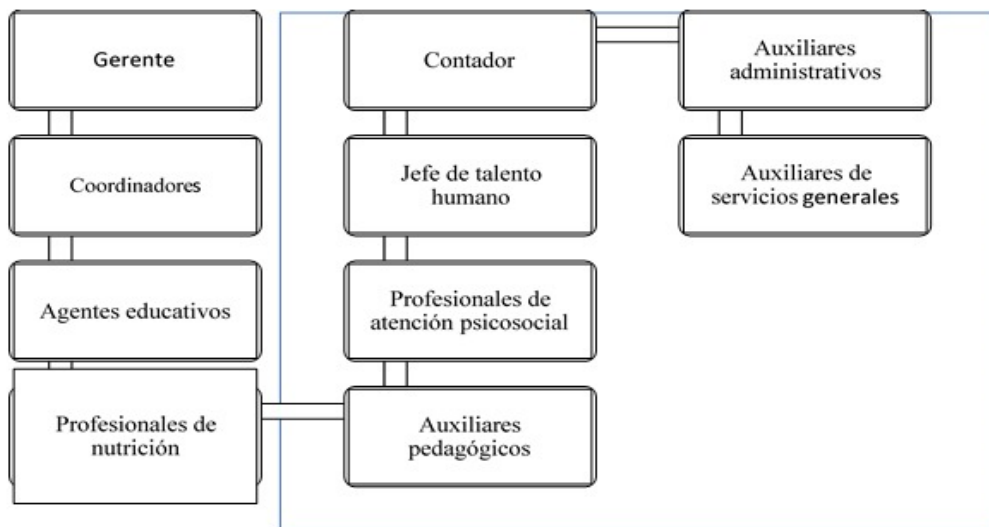 Gerente
Coordinadores
Agentes educativos
Profesionales de
nutrición
Contador
Jefe de talento
humano
Profesionales de
atención psicosocial
Auxiliares
pedagógicos
Auxiliares
administrativos
Auxiliares de
servicios generales